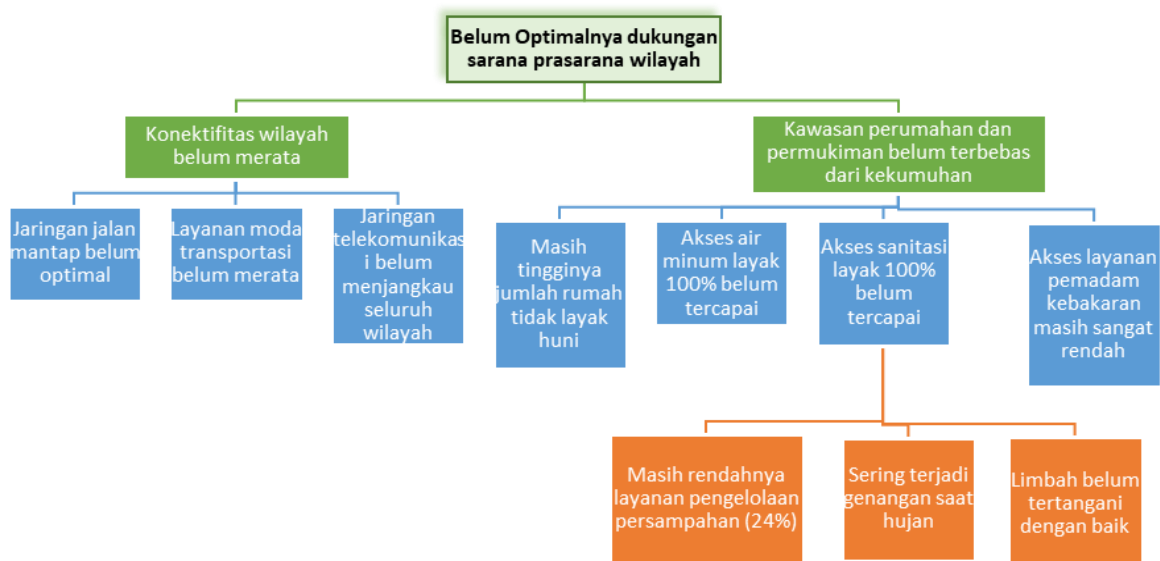 Belum Optimalnya dukungan
sarana prasarana wilayah
Konektifitas wilayah
belum merata
Kawasan perumahan dan
permukiman belum terbebas
dari kekumuhan
Jaringan jalan
mantap belum
optimal
Layanan moda
transportasi
belum merata
Jaringan
telekomunikas
i belum
menjangkau
seluruh
wilayah
Masih
tingginya
jumlah rumah
tidak layak
huni
Akses air
minum layak
100% belum
tercapai
Akses sanitasi
layak 100%
belum
tercapai
Akses layanan
pemadam
kebakaran
masih sangat
rendah
Masih rendahnya
layanan pengelolaan
persampahan (24%)
Sering terjadi
genangan saat
hujan
Limbah belum
tertangani
dengan baik